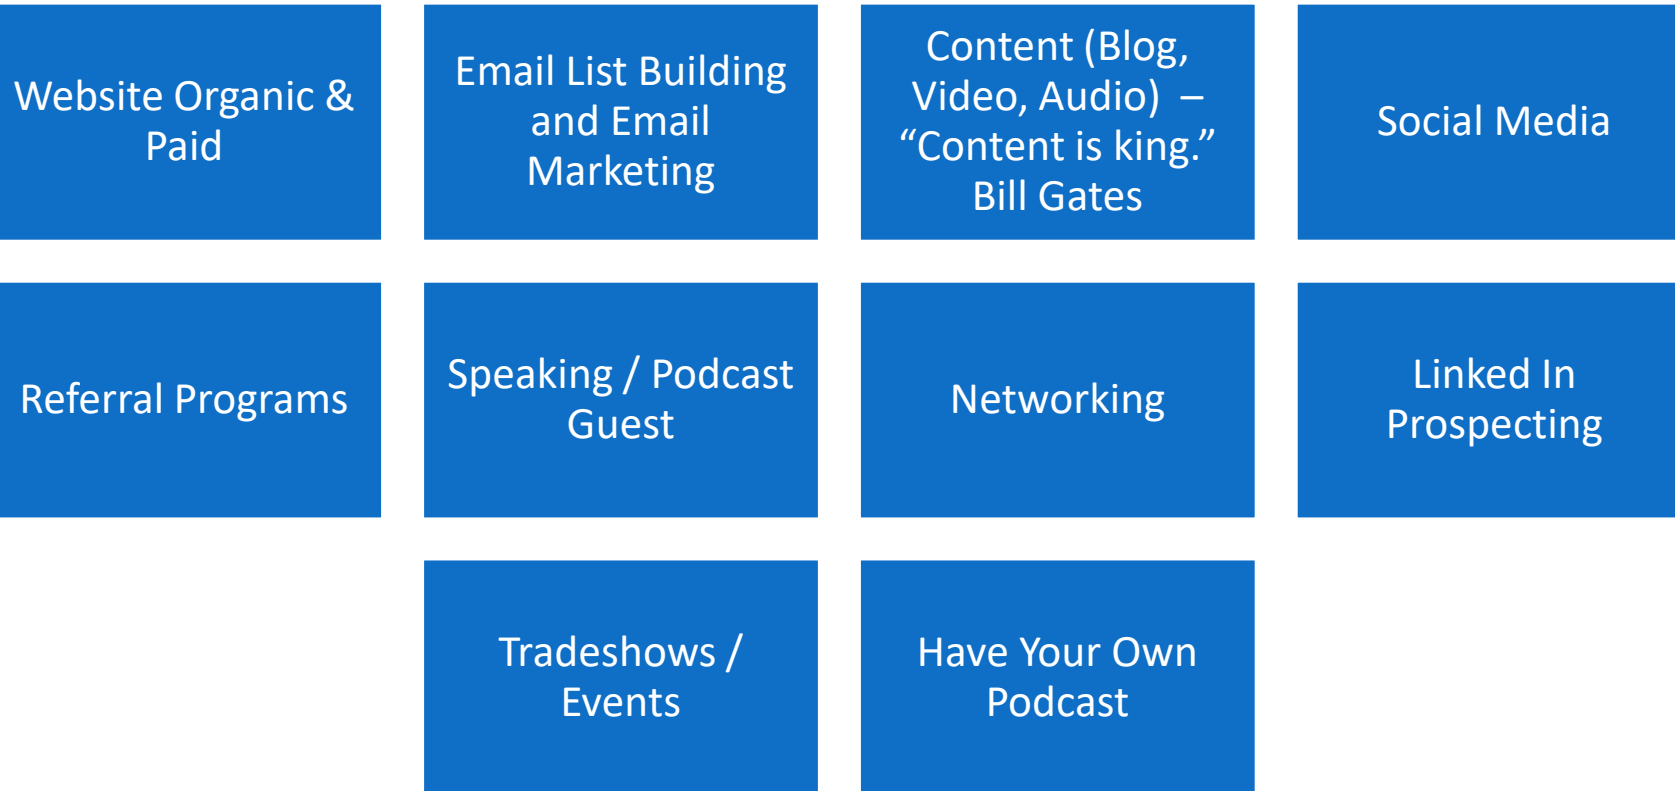 Website Organic &
Paid
Email List Building
and Email
Marketing
Content (Blog,
Video, Audio)  –
“Content is king.”
Bill Gates
Social Media
Referral Programs
Speaking / Podcast
Guest
Networking
Linked In
Prospecting
Tradeshows /
Events
Have Your Own
Podcast